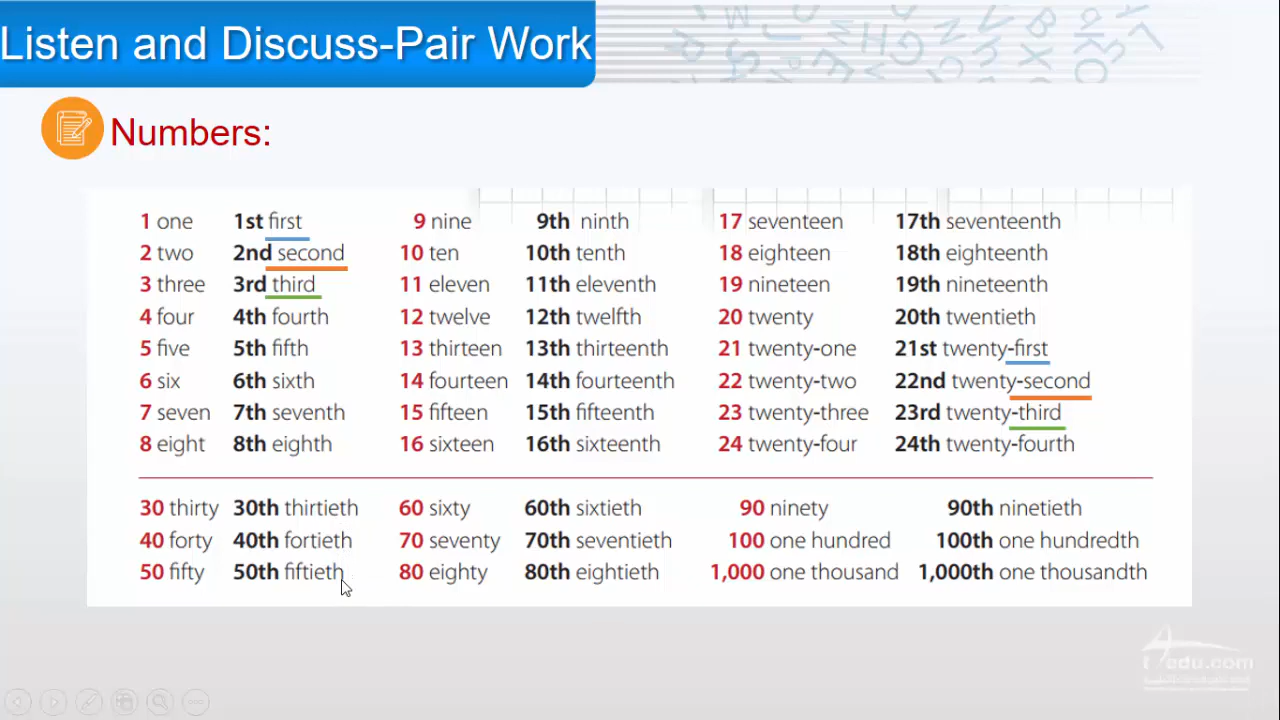 Listen and Discuss-Pair Work
Numbers:
1 one 1st first 9 nine 9th ninth 17 seventeen 17th seventeenth
2 two 2nd second 10 ten 10th tenth 18 eighteen 18th eighteenth
3 three 3rd third 11 eleven 11th eleventh 19 nineteen 19th nineteenth
4 four 4th fourth 12 twelve 12th twelfth 20 twenty 20th twentieth
5 five 5th fifth 13 thirteen 13th thirteenth 21 twenty-one 21st twenty-first
6 six 6th sixth 14 fourteen 14th fourteenth 22 twenty-two 22nd twenty-second
7 seven 7th seventh 15 fifteen 15th fifteenth 23 twenty-three 23rd twenty-third
8 eight 8th eighth 16 sixteen 16th sixteenth 24 twenty-four 24th twenty-fourth
30 thirty 30th thirtieth 60 sixty 60th sixtieth 90 ninety 90th ninetieth
40 forty 40th fortieth 70 seventy 70th seventieth 100 one hundred 100th one hundredth
50 fifty 50th fiftieth 80 eighty 80th eightieth 1,000 one thousand 1,000th one thousandth